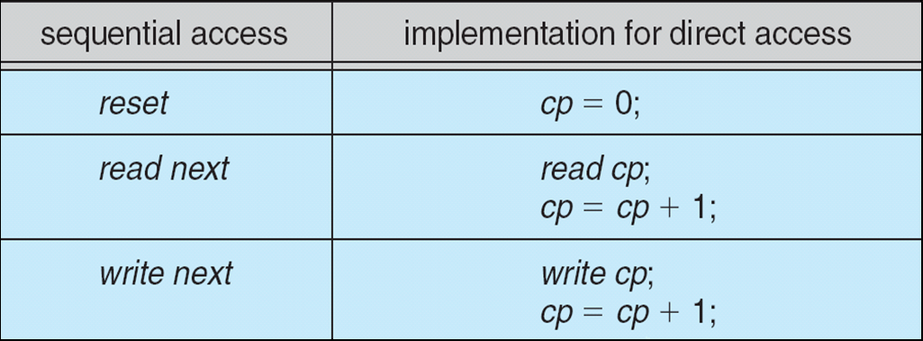 sequential access
implementation for direct access
reset
cp = 0;
read next
read cp;
cp = cp + 1;
write next
write cp;
cp = cp + 1;